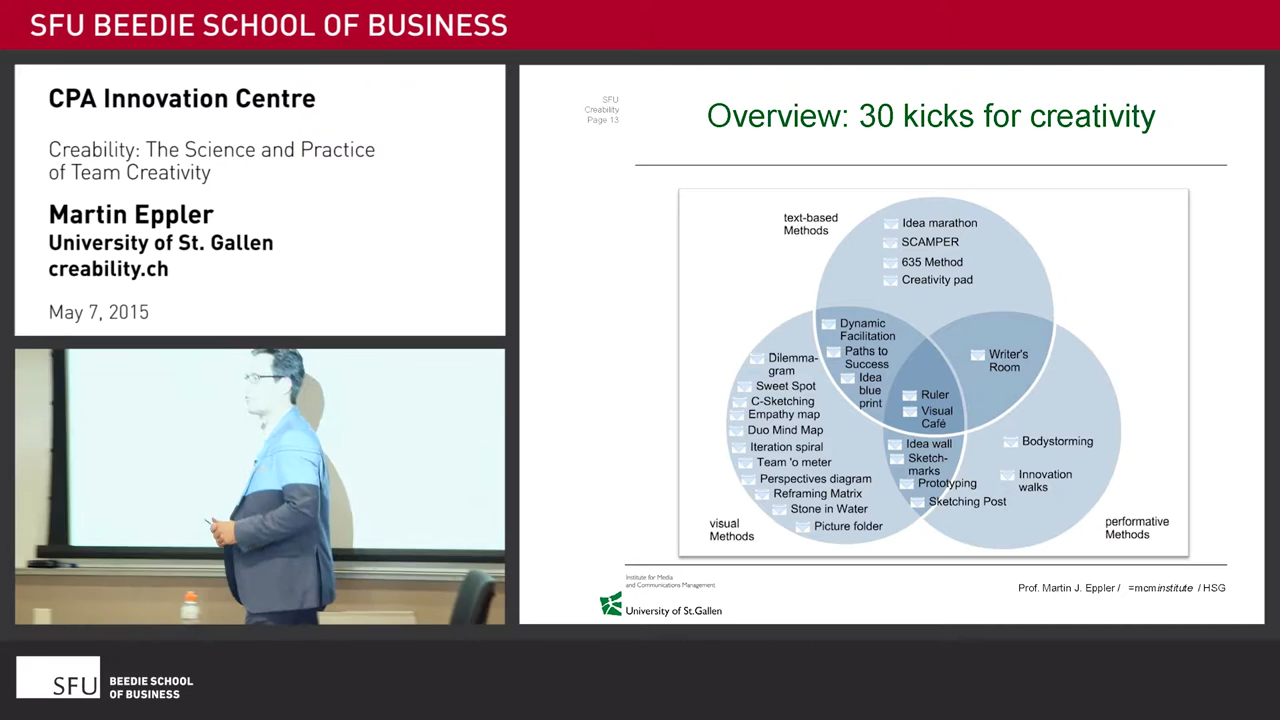 SFU BEEDIE SCHOOL OF BUSINESS
CPA Innovation Centre
Creability: The Science and Practice
of Team Creativity
Martin Eppler
University of St. Gallen
creability.ch
May 7, 2015
SFU
Creability
Page 13
Overview: 30 kicks for creativity
text-based
Methods
Idea marathon
SCAMPER
635 Method
Creativity pad
Dynamic
Facilitation
Paths to
Success
Idea
blue
print
Writer's
Room
Dilemma-
gram
Sweet Spot
C-Sketching
Empathy map
Duo Mind Map
Iteration spiral
Team 'o meter
Perspectives diagram
Reframing Matrix
Stone in Water
Picture folder
Ruler
Visual
Café
Idea wall
Sketch-
marks
Prototyping
Sketching Post
Bodystorming
Innovation
walks
visual
Methods
performative
Methods
Institute for Media
and Communications Management
University of St.Gallen
Prof. Martin J. Eppler / =mcminstitute / HSG
SFU
BEEDIE SCHOOL
OF BUSINESS